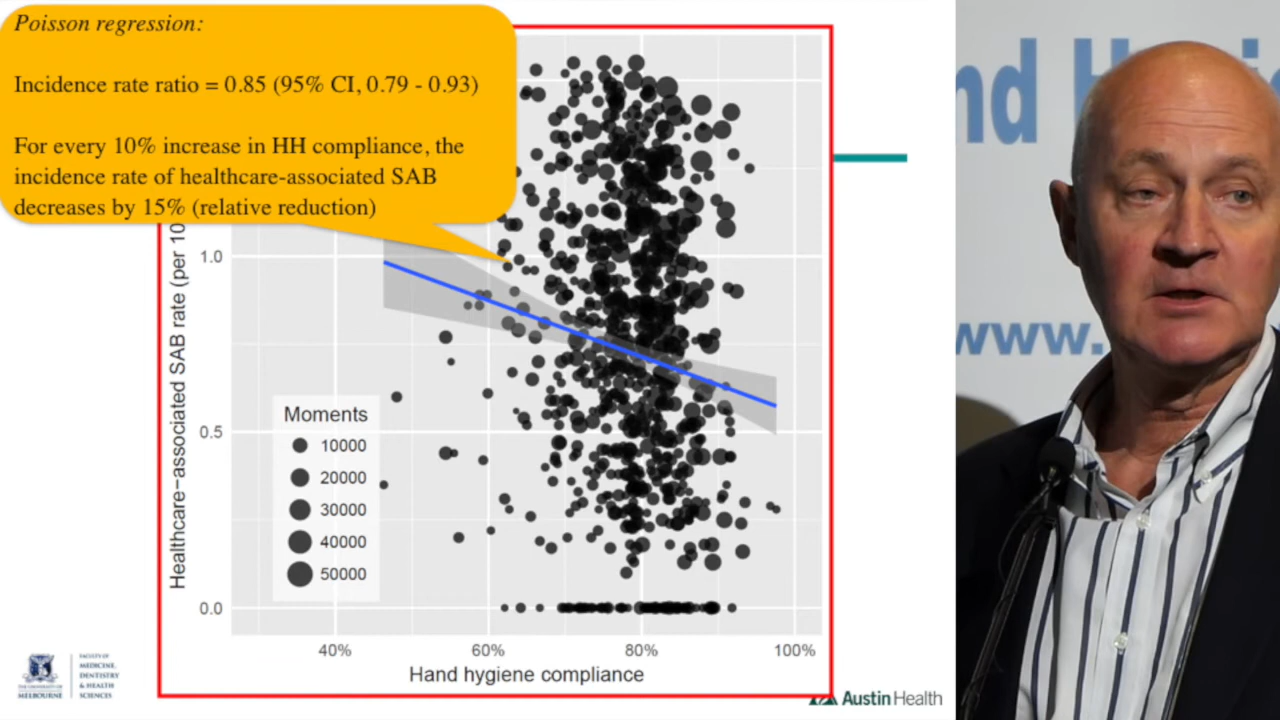 Poisson regression:
Incidence rate ratio = 0.85 (95% CI, 0.79 - 0.93)
For every 10% increase in HH compliance, the
incidence rate of healthcare-associated SAB
decreases by 15% (relative reduction)
Healthcare−associated SAB rate (per 10
1.0
0.5
0.0
Moments
10000
20000
30000
40000
50000
40%
60%
80%
100%
Hand hygiene compliance
THE UNIVERSITY OF
MELBOURNE
FACULTY OF
MEDICINE,
DENTISTRY
& HEALTH
SCIENCES
Austin Health
nd H
www.